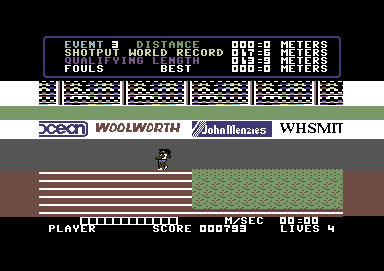 EVENT 3 DISTANCE 000=0 METERS
SHOTPUT WORLD RECORD 017=6 METERS
QUALIFYING LENGTH 013=9 METERS
FOULS BEST 000=0 METERS
ocean WOOLWORTH John Menzies WHSMIT
M/SEC 00:00
PLAYER SCORE 000793 LIVES 4